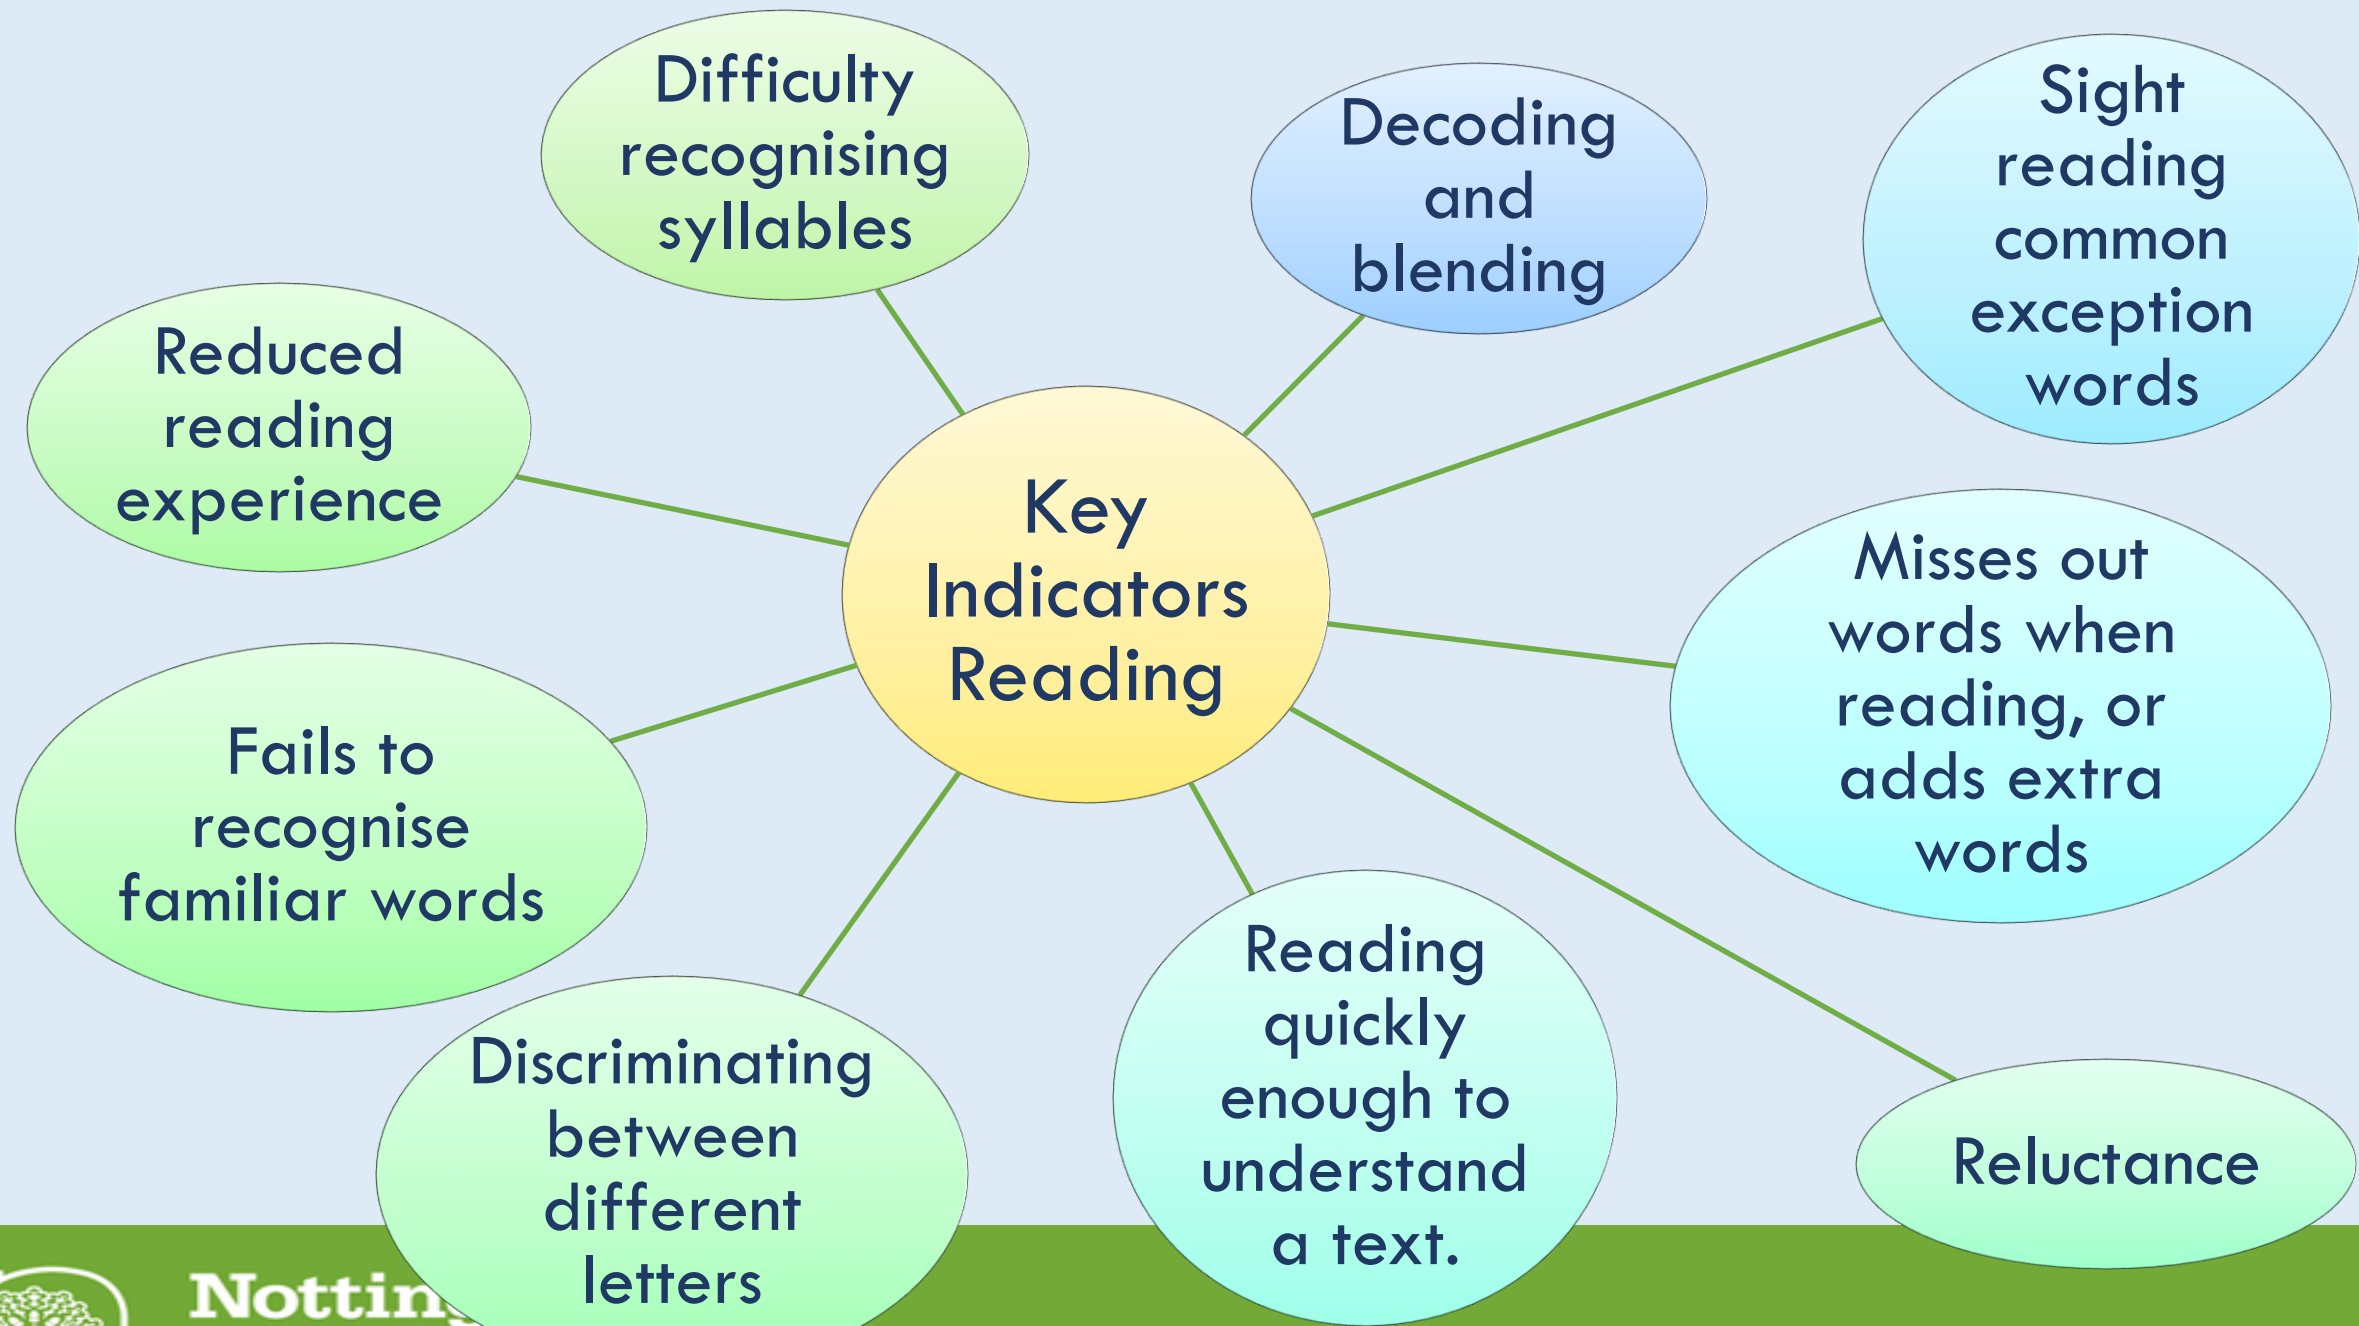 Difficulty
recognising
syllables
Decoding
and
blending
Sight
reading
common
exception
words
Reduced
reading
experience
Key
Indicators
Reading
Misses out
words when
reading, or
adds extra
words
Fails to
recognise
familiar words
Discriminating
between
different
letters
Reading
quickly
enough to
understand
a text.
Reluctance